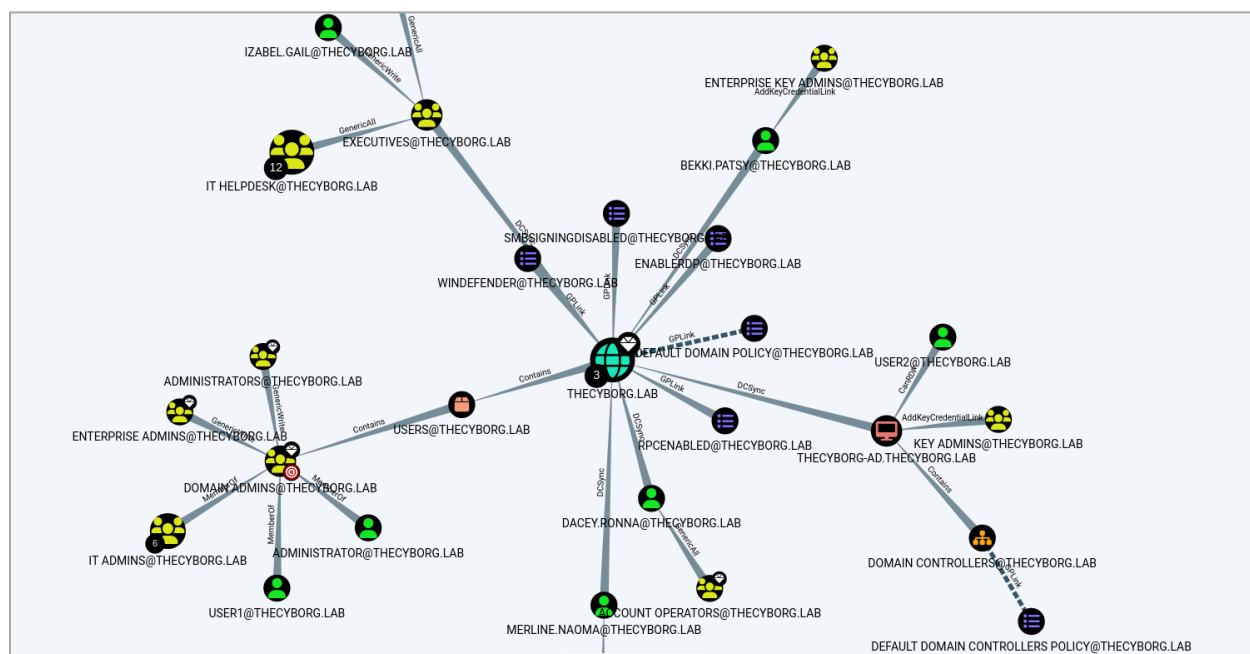 GenericAll
IZABEL.GAIL@THECYBORG.LAB
GenericWrite
ENTERPRISE KEY ADMINS@THECYBORG.LAB
AddKeyCredentialLink
GenericAll
EXECUTIVES@THECYBORG.LAB
12
IT HELPDESK@THECYBORG.LAB
BEKKI.PATSY@THECYBORG.LAB
DCSync
SMBSIGNINGDISABLED@THECYBORG
DCSync
ENABLERDP@THECYBORG.LAB
WINDEFENDER@THECYBORG.LAB
GPLink
GPLink
GPLink
GPLink
DEFAULT DOMAIN POLICY@THECYBORG.LAB
USER2@THECYBORG.LAB
ADMINISTRATORS@THECYBORG.LAB
Contains
3
THECYBORG.LAB
GPLink
DCSync
CanRDP
GenericWrite
ENTERPRISE ADMINS@THECYBORG.LAB
Contains
USERS@THECYBORG.LAB
DCSync
RPCENABLED@THECYBORG.LAB
AddKeyCredentialLink
KEY ADMINS@THECYBORG.LAB
THECYBORG-AD.THECYBORG.LAB
DOMAIN ADMINS@THECYBORG.LAB
MemberOf
MemberOf
MemberOf
DCSync
Contains
DACEY.RONNA@THECYBORG.LAB
6
IT ADMINS@THECYBORG.LAB
ADMINISTRATOR@THECYBORG.LAB
GenericAll
DOMAIN CONTROLLERS@THECYBORG.LAB
GPLink
USER1@THECYBORG.LAB
ACCOUNT OPERATORS@THECYBORG.LAB
MERLINE.NAOMA@THECYBORG.LAB
DEFAULT DOMAIN CONTROLLERS POLICY@THECYBORG.LAB